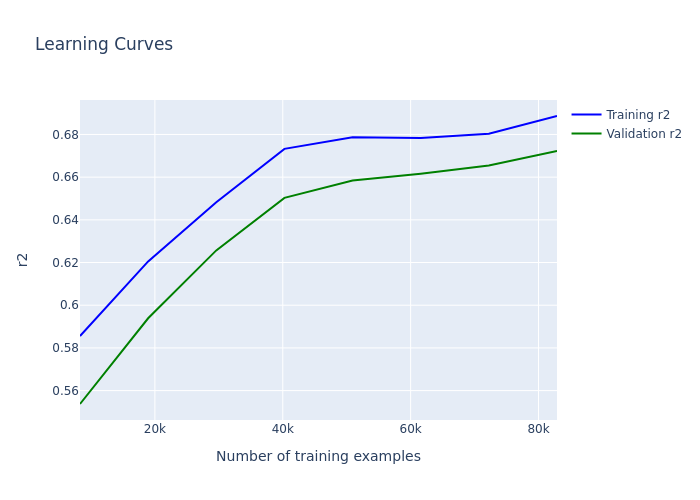 Learning Curves
Training r2
Validation r2
r2
0.68
0.66
0.64
0.62
0.6
0.58
0.56
20k
40k
60k
80k
Number of training examples